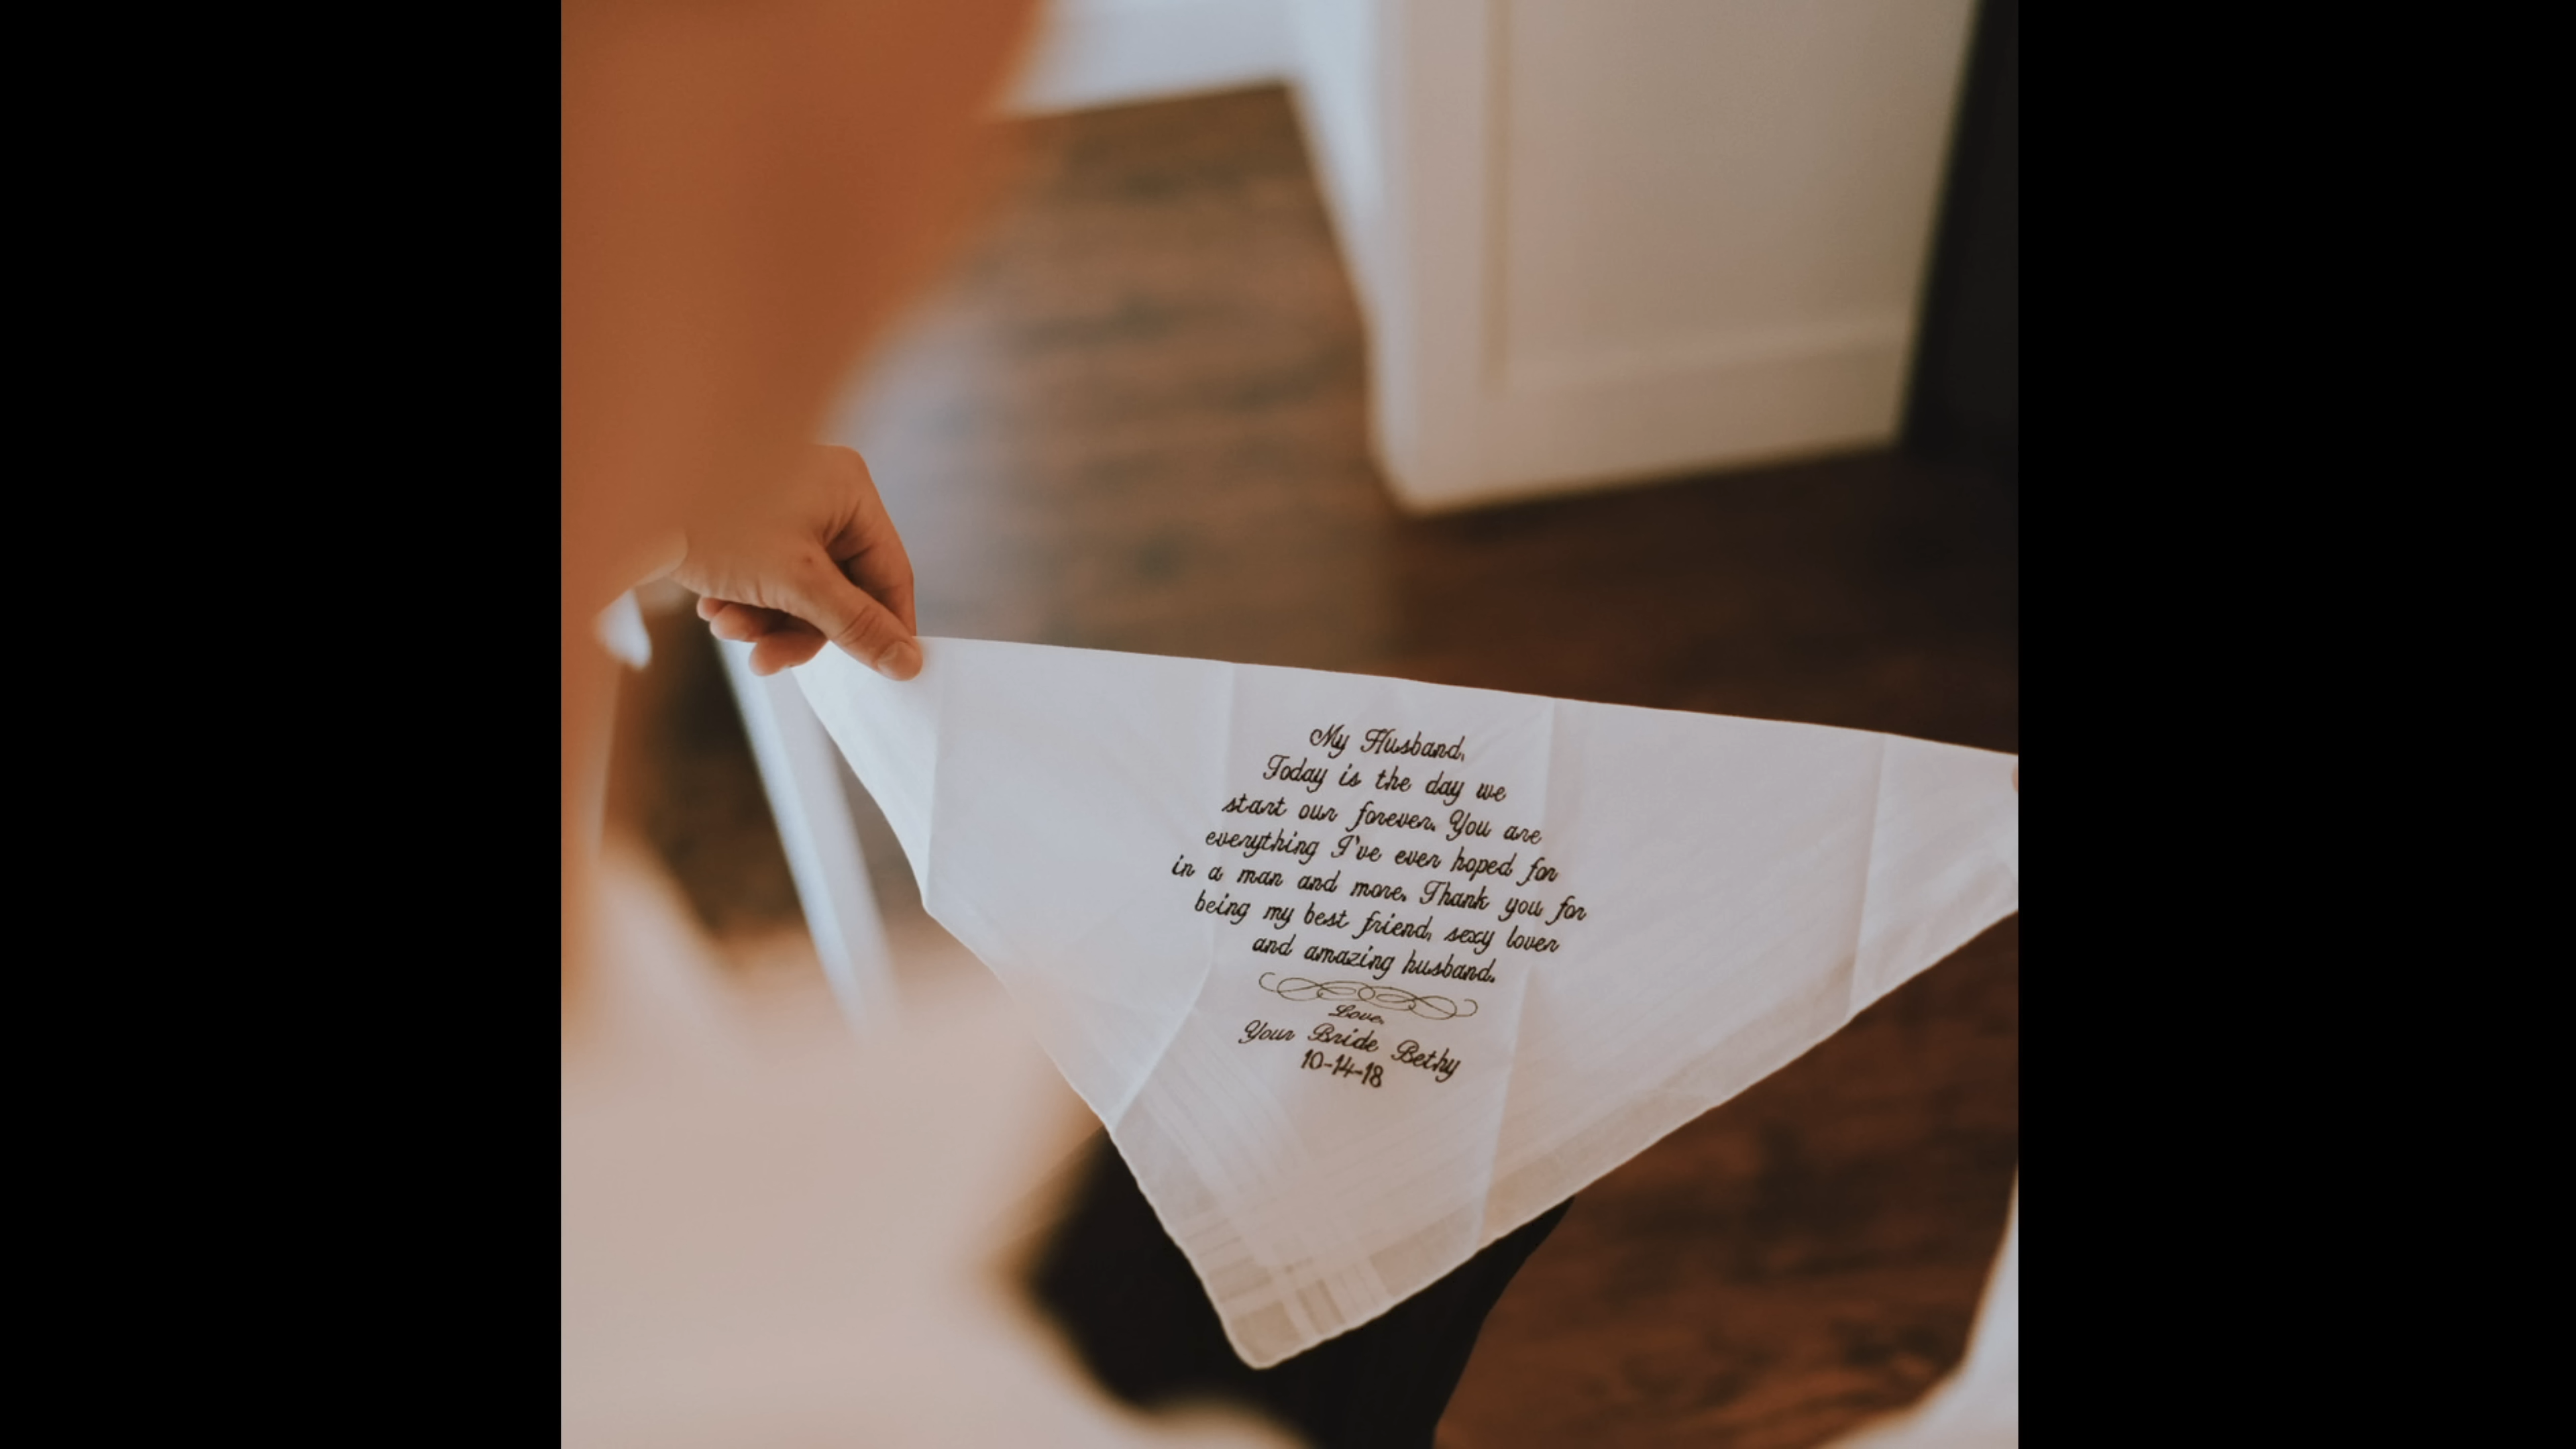 My Husband,
Today is the day we
start our forever. You are
everything I've ever hoped for
in a man and more. Thank you for
being my best friend, sexy lover
and amazing husband.
Love,
Your Bride Bethy
10-14-18